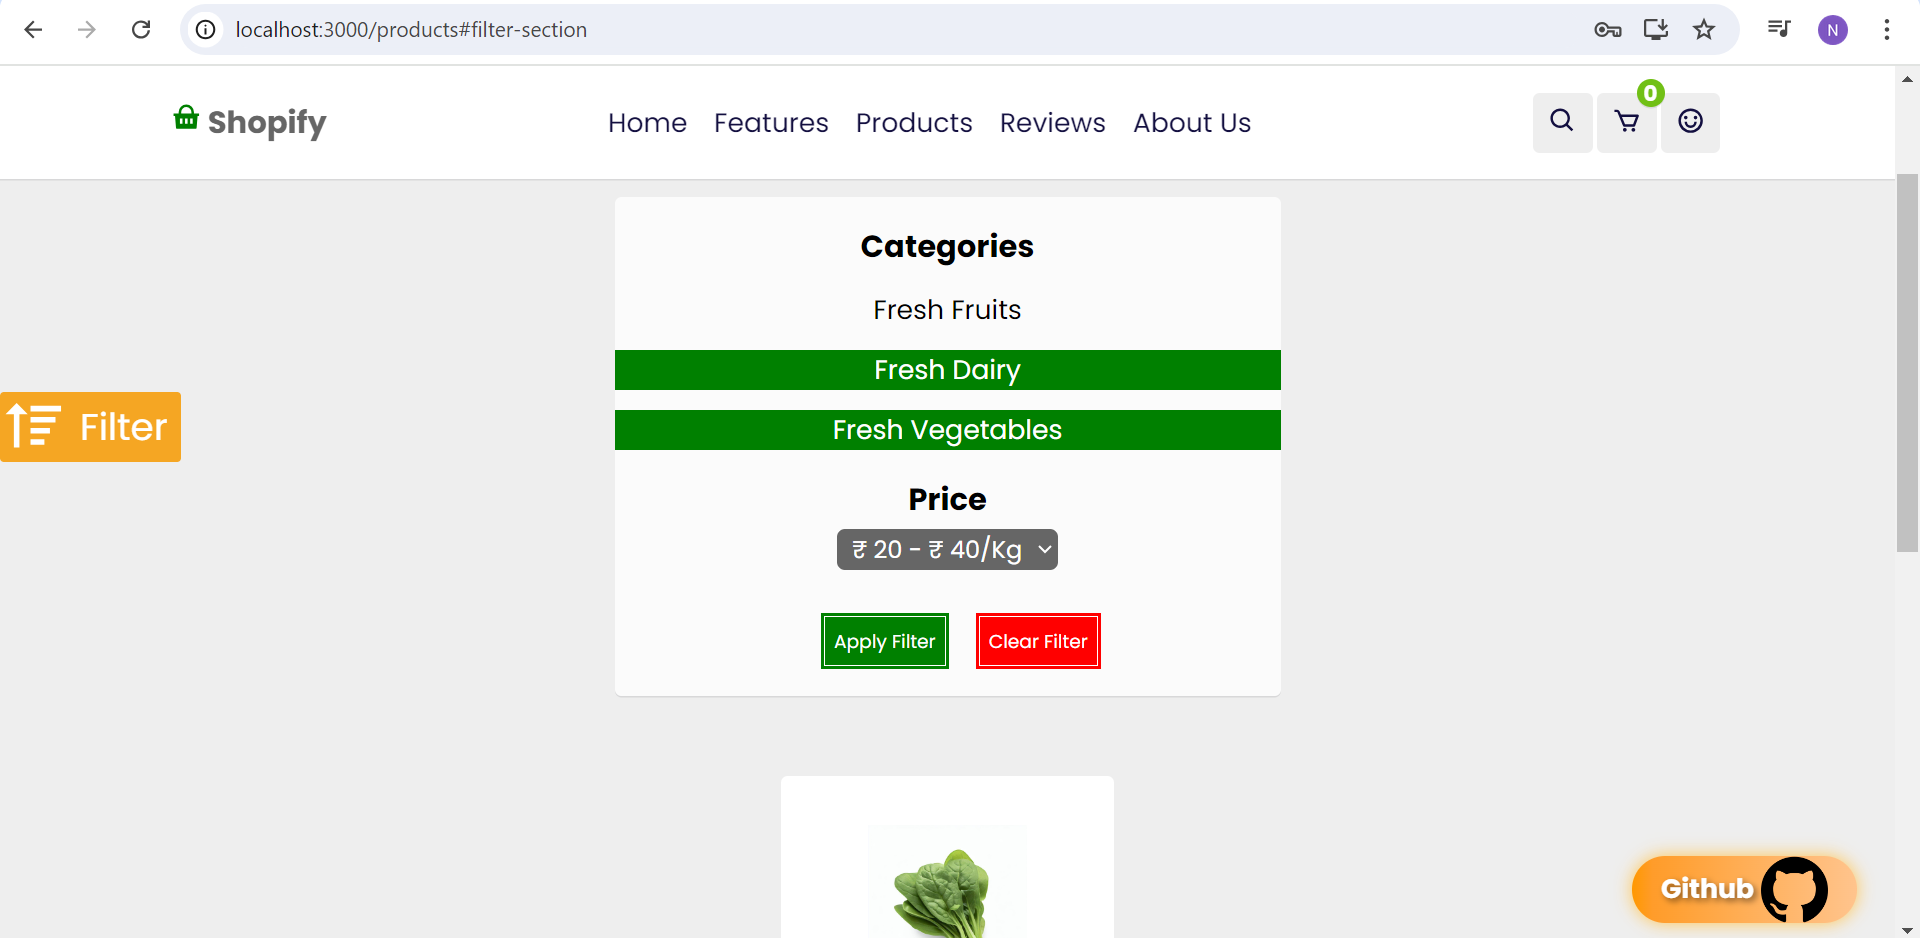 localhost:3000/products#filter-section
N
Shopify
Home Features Products Reviews About Us
0
Categories
Fresh Fruits
Fresh Dairy
Fresh Vegetables
Filter
Price
₹ 20 - ₹ 40/Kg
Apply Filter Clear Filter
Github